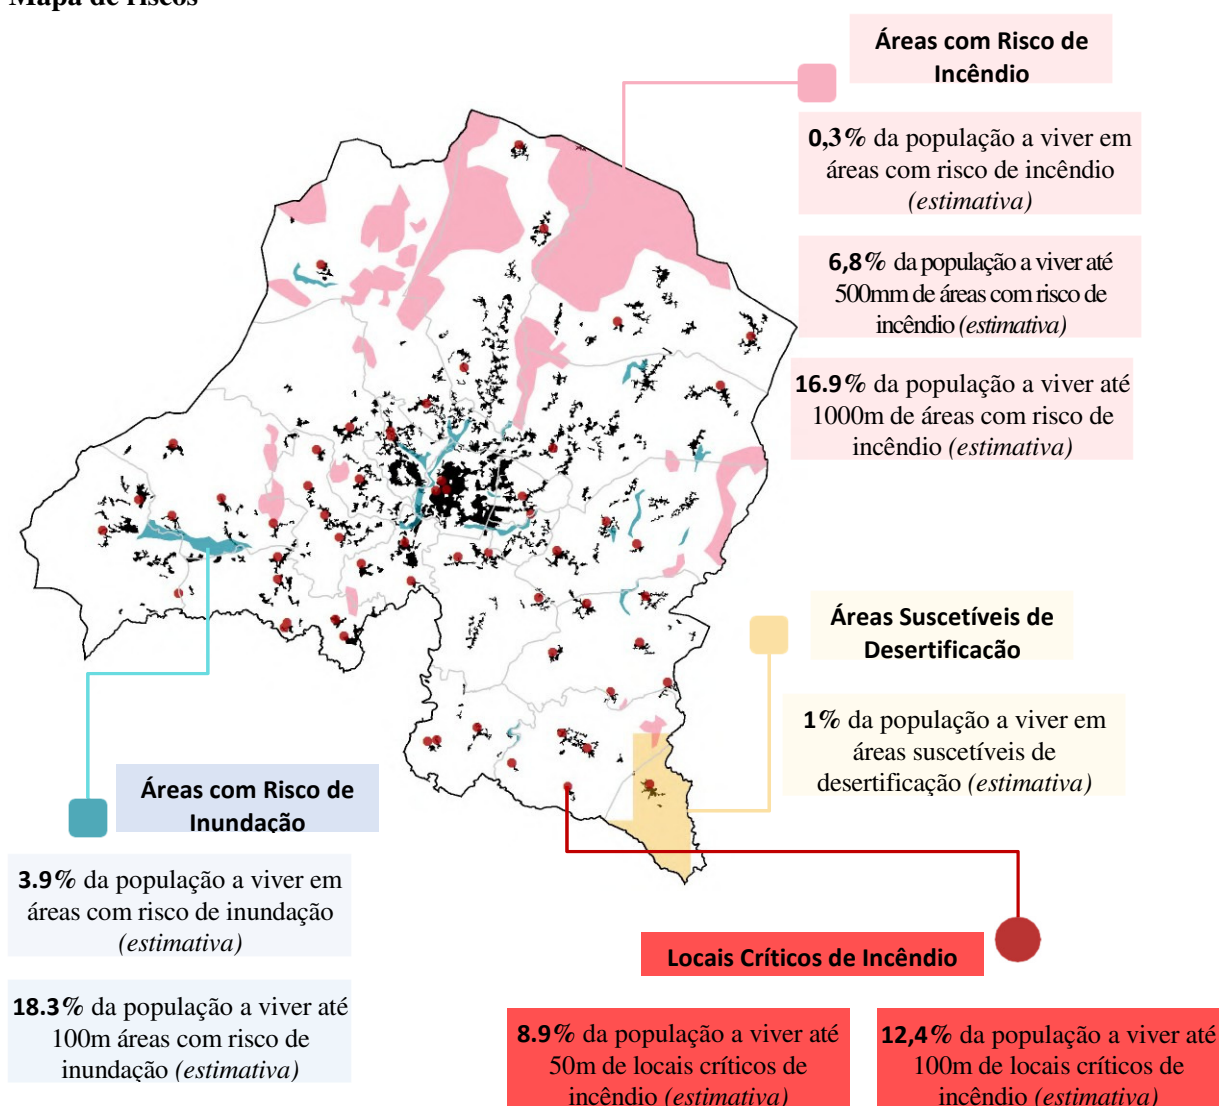 Mapa de riscos
Áreas com Risco de
Incêndio
0,3% da população a viver em
áreas com risco de incêndio
(estimativa)
6,8% da população a viver até
500mm de áreas com risco de
incêndio (estimativa)
16.9% da população a viver até
1000m de áreas com risco de
incêndio (estimativa)
Áreas Suscetíveis de
Desertificação
1% da população a viver em
áreas suscetíveis de
desertificação (estimativa)
Áreas com Risco de
Inundação
3.9% da população a viver em
áreas com risco de inundação
(estimativa)
18.3% da população a viver até
100m áreas com risco de
inundação (estimativa)
Locais Críticos de Incêndio
8.9% da população a viver até
50m de locais críticos de
incêndio (estimativa)
12,4% da população a viver até
100m de locais críticos de
incêndio (estimativa)